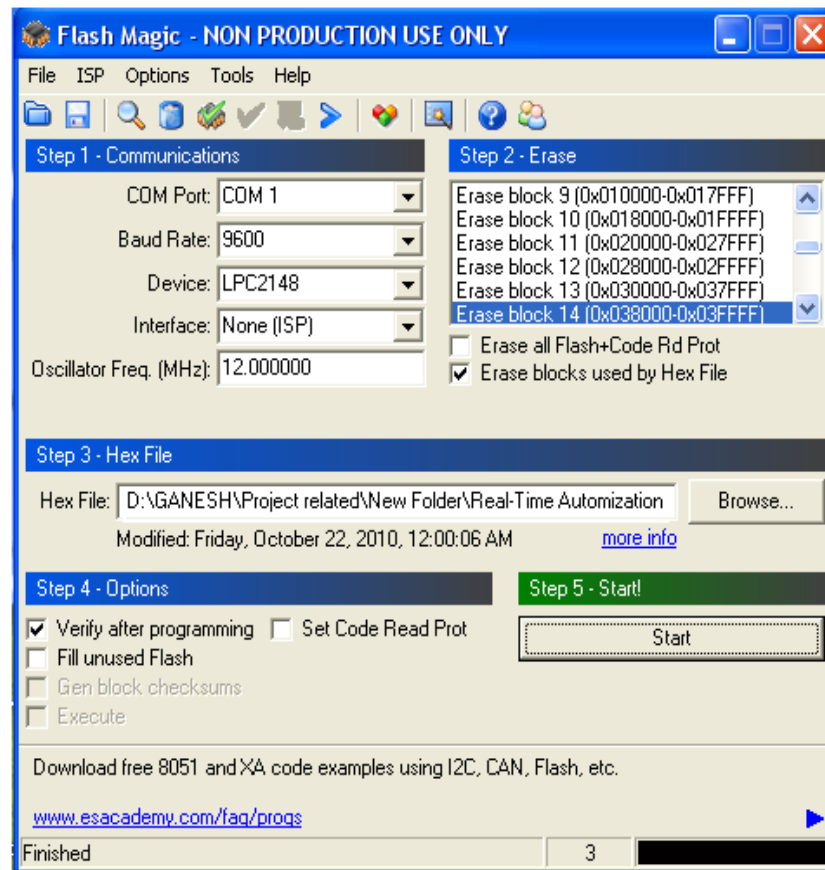 Flash Magic - NON PRODUCTION USE ONLY
File ISP Options Tools Help
Step 1 - Communications
COM Port: COM 1
Baud Rate: 9600
Device: LPC2148
Interface: None (ISP)
Oscillator Freq. (MHz): 12.000000
Step 2 - Erase
Erase block 9 (0x010000-0x017FFF)
Erase block 10 (0x018000-0x01FFFF)
Erase block 11 (0x020000-0x027FFF)
Erase block 12 (0x028000-0x02FFFF)
Erase block 13 (0x030000-0x037FFF)
Erase block 14 (0x038000-0x03FFFF)
Erase all Flash+Code Rd Prot
Erase blocks used by Hex File
Step 3 - Hex File
Hex File: D:\GANESH\Project related\New Folder\Real-Time Automization Browse...
Modified: Friday, October 22, 2010, 12:00:06 AM more info
Step 4 - Options
Verify after programming Set Code Read Prot
Fill unused Flash
Gen block checksums
Execute
Step 5 - Start!
Start
Download free 8051 and XA code examples using I2C, CAN, Flash, etc.
www.esacademy.com/faq/progs
Finished 3